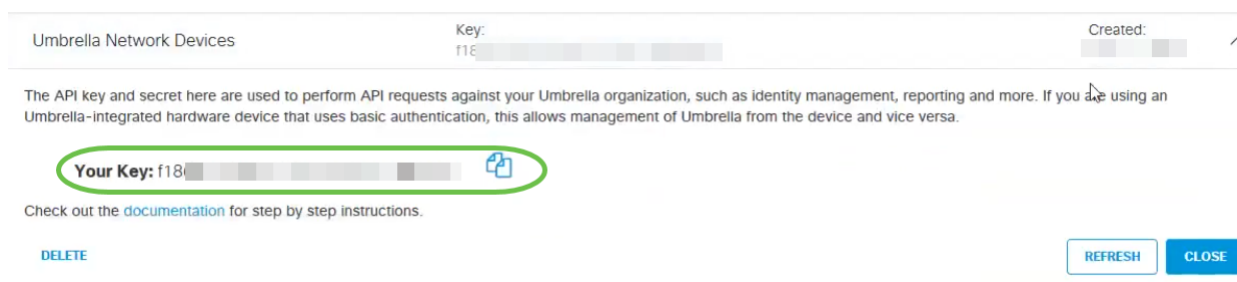 Umbrella Network Devices
Key:
f18
Created:
The API key and secret here are used to perform API requests against your Umbrella organization, such as identity management, reporting and more. If you are using an
Umbrella-integrated hardware device that uses basic authentication, this allows management of Umbrella from the device and vice versa.
Your Key: f18
Check out the documentation for step by step instructions.
DELETE
REFRESH
CLOSE